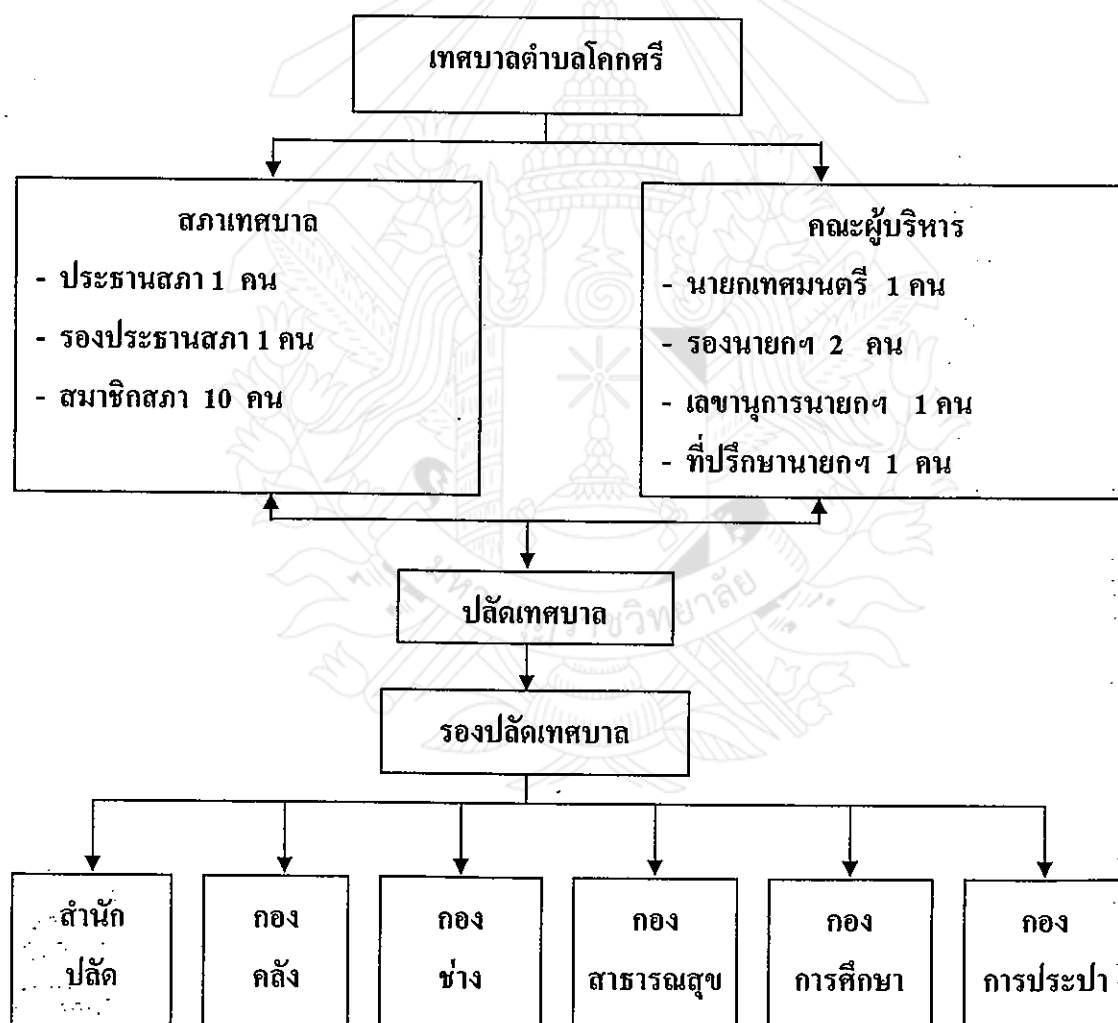 เทศบาลตำบลโคกศรี
สภาเทศบาล
- ประธานสภา 1 คน
- รองประธานสภา 1 คน
- สมาชิกสภา 10 คน
คณะผู้บริหาร
- นายกเทศมนตรี 1 คน
- รองนายกฯ 2 คน
- เลขานุการนายกฯ 1 คน
- ที่ปรึกษานายกฯ 1 คน
ปลัดเทศบาล
รองปลัดเทศบาล
สำนัก
ปลัด
กอง
คลัง
กอง
ช่าง
กอง
สาธารณสุข
กอง
การศึกษา
กอง
การประปา